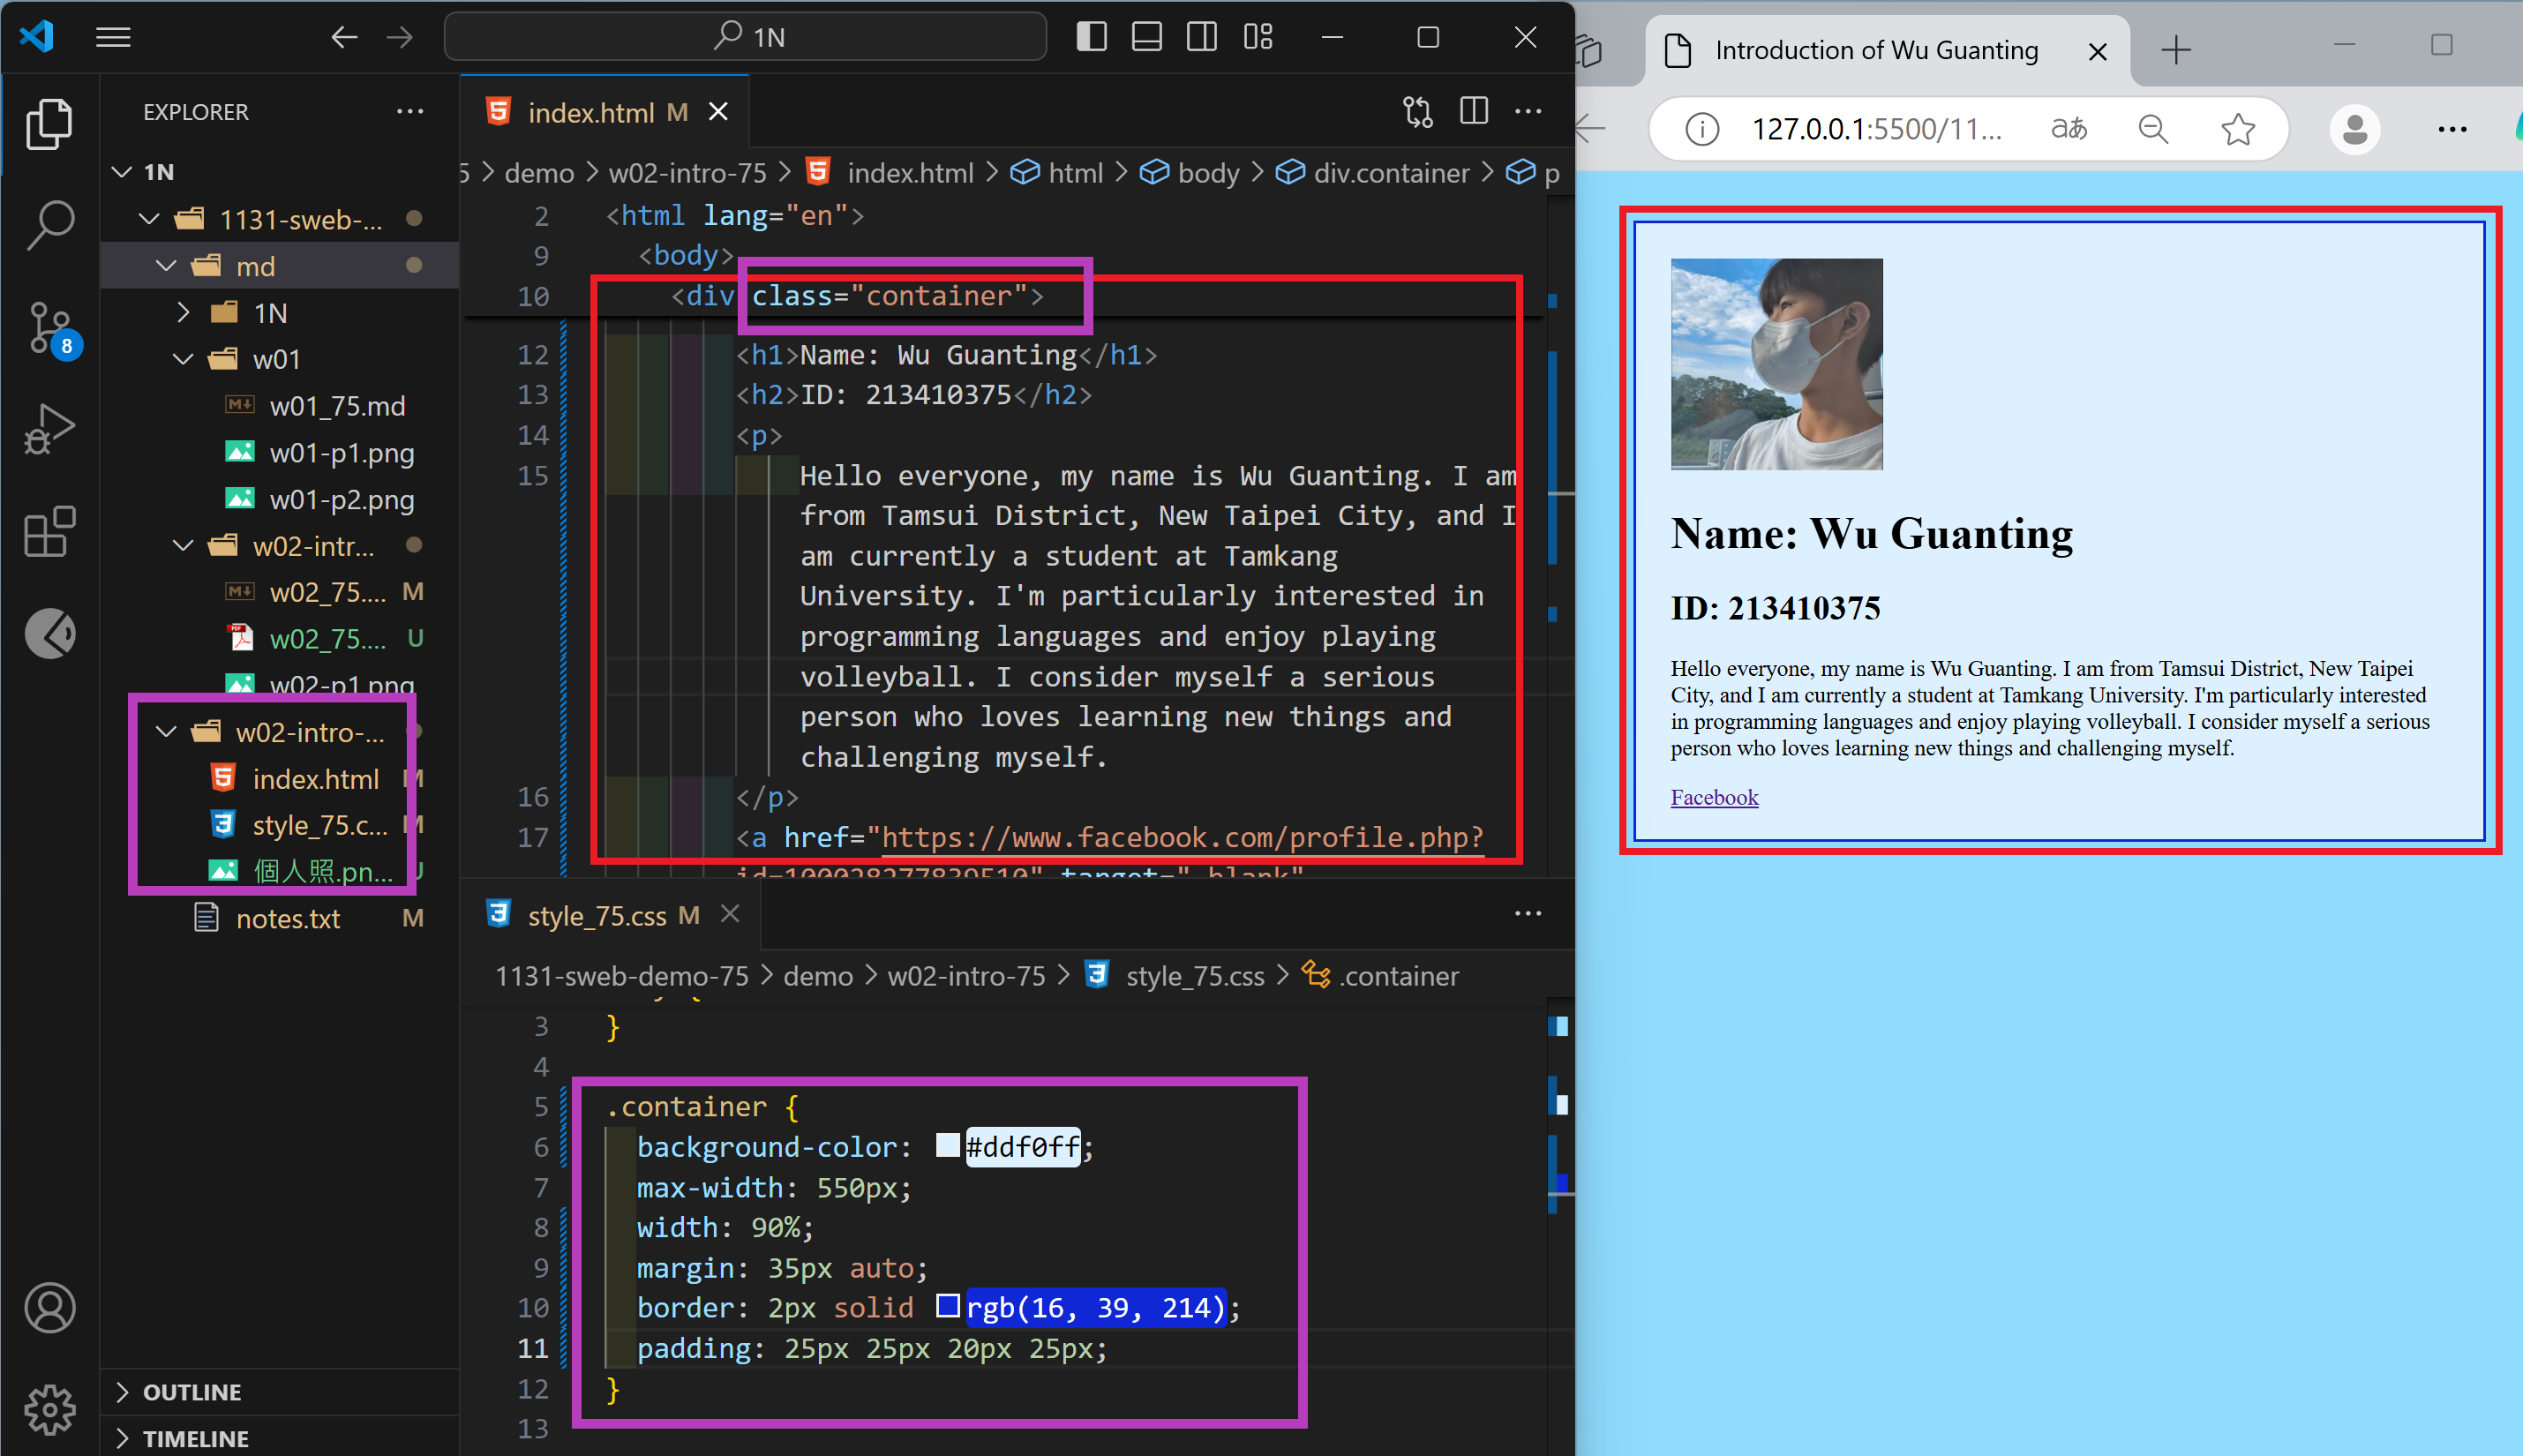 1N
EXPLORER
1N
1131-sweb-...
md
1N
w01
w01_75.md
w01-p1.png
w01-p2.png
w02-intr...
w02_75.... M
w02_75.... U
w02-p1.png
w02-intro-...
index.html M
style_75.c... M
個人照.pn... U
notes.txt M
8
OUTLINE
TIMELINE
index.html M
5 > demo > w02-intro-75 > index.html > html > body > div.container > p
2 <html lang="en">
9 <body>
10 <div class="container">
12 <h1>Name: Wu Guanting</h1>
13 <h2>ID: 213410375</h2>
14 <p>
15 Hello everyone, my name is Wu Guanting. I am
from Tamsui District, New Taipei City, and I
am currently a student at Tamkang
University. I'm particularly interested in
programming languages and enjoy playing
volleyball. I consider myself a serious
person who loves learning new things and
challenging myself.
16 </p>
17 <a href="https://www.facebook.com/profile.php?
id=100028277839510" target="_blank"
style_75.css M
1131-sweb-demo-75 > demo > w02-intro-75 > style_75.css > .container
3 }
4
5 .container {
6 background-color: #ddf0ff;
7 max-width: 550px;
8 width: 90%;
9 margin: 35px auto;
10 border: 2px solid rgb(16, 39, 214);
11 padding: 25px 25px 20px 25px;
12 }
13
Introduction of Wu Guanting
127.0.0.1:5500/11...
aあ
Name: Wu Guanting
ID: 213410375
Hello everyone, my name is Wu Guanting. I am from Tamsui District, New Taipei
City, and I am currently a student at Tamkang University. I'm particularly interested
in programming languages and enjoy playing volleyball. I consider myself a serious
person who loves learning new things and challenging myself.
Facebook